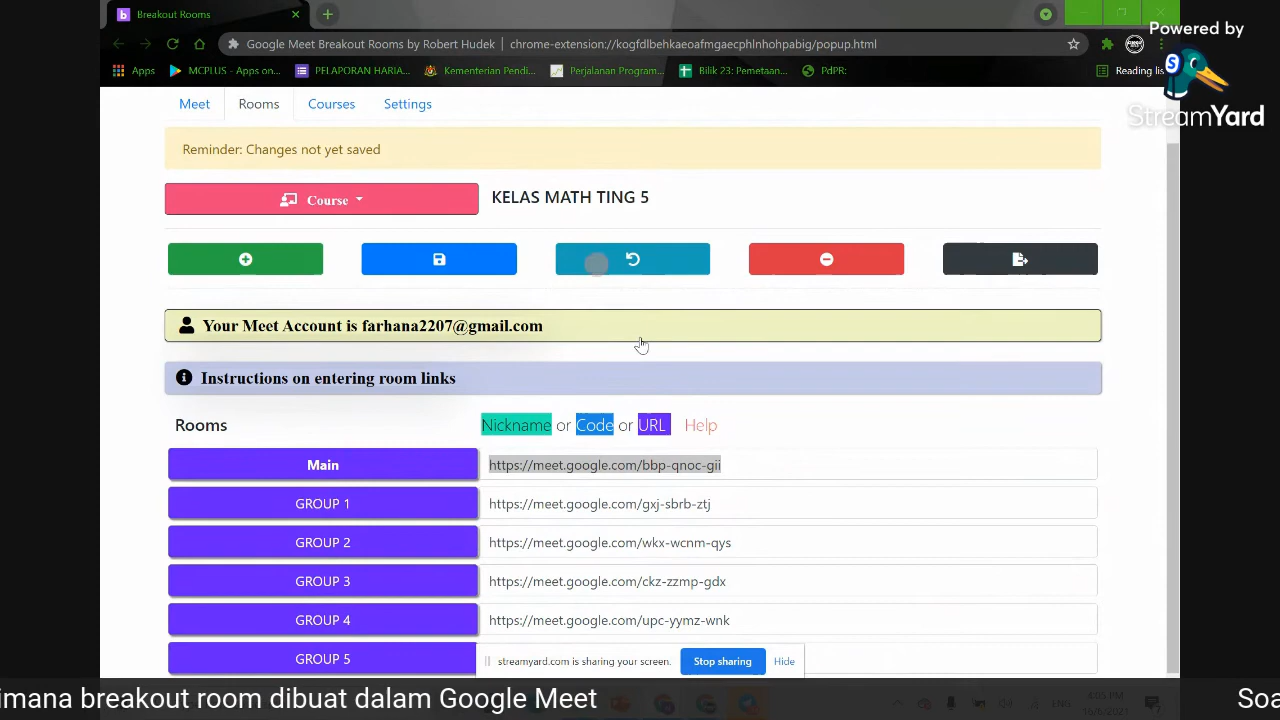 Breakout Rooms
Powered by
StreamYard
Google Meet Breakout Rooms by Robert Hudek | chrome-extension://kogfdlbehkaeoafmgaecphlnhohpabig/popup.html
Apps MCPLUS - Apps on... PELAPORAN HARIA... Kementerian Pendi... Perjalanan Program... Bilik 23: Pemetaan... PdPR: Reading lis
Meet Rooms Courses Settings
Reminder: Changes not yet saved
Course KELAS MATH TING 5
Your Meet Account is farhana2207@gmail.com
Instructions on entering room links
Rooms Nickname or Code or URL Help
Main https://meet.google.com/bbp-qnoc-gii
GROUP 1 https://meet.google.com/gxj-sbrb-ztj
GROUP 2 https://meet.google.com/wkx-wcnm-qys
GROUP 3 https://meet.google.com/ckz-zzmp-gdx
GROUP 4 https://meet.google.com/upc-yymz-wnk
GROUP 5
streamyard.com is sharing your screen. Stop sharing Hide
imana breakout room dibuat dalam Google Meet Soa
ENG